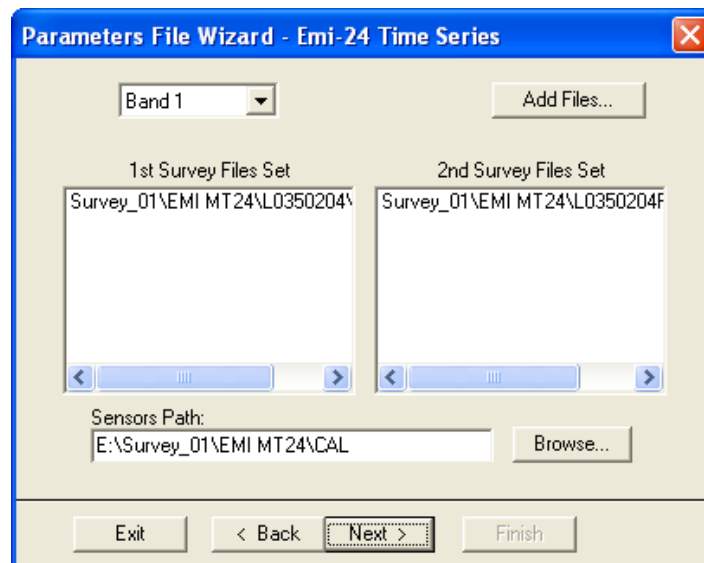 Parameters File Wizard - Emi-24 Time Series
Band 1
Add Files...
1st Survey Files Set
2nd Survey Files Set
Survey_01\EMI MT24\L0350204\
Survey_01\EMI MT24\L0350204F
Sensors Path:
E:\Survey_01\EMI MT24\CAL
Browse...
Exit
< Back
Next >
Finish